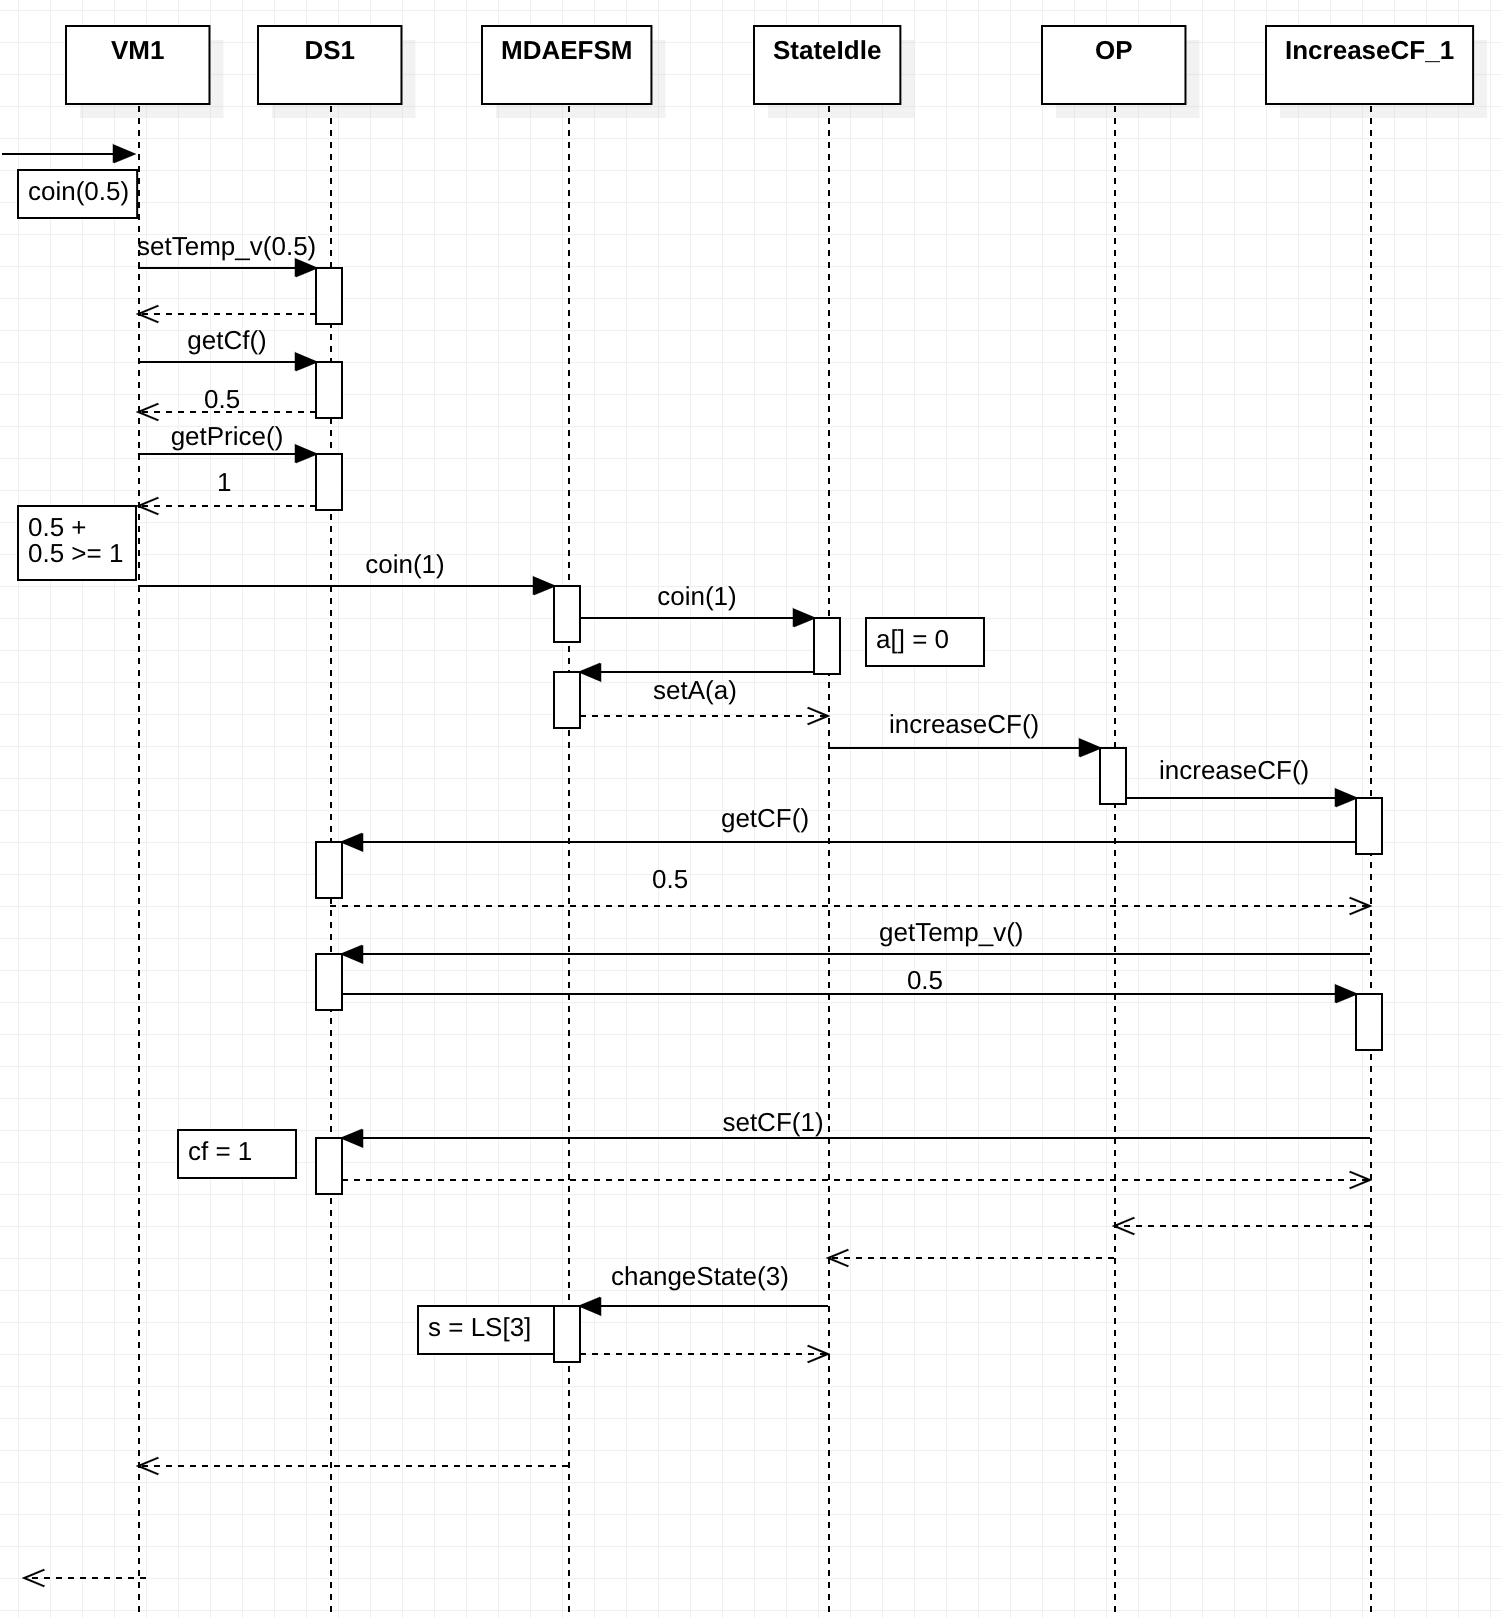 VM1
DS1
MDAEFSM
StateIdle
OP
IncreaseCF_1
coin(0.5)
setTemp_v(0.5)
getCf()
0.5
getPrice()
1
0.5 +
0.5 >= 1
coin(1)
coin(1)
a[] = 0
setA(a)
increaseCF()
increaseCF()
getCF()
0.5
getTemp_v()
0.5
setCF(1)
cf = 1
changeState(3)
s = LS[3]